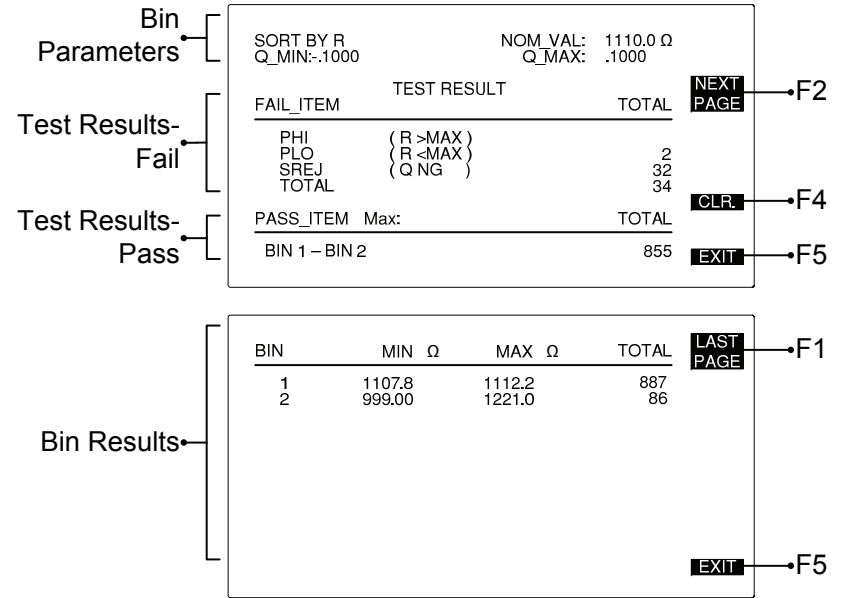 Bin
Parameters
SORT BY R NOM_VAL: 1110.0 Ω
Q_MIN:-.1000 Q_MAX: .1000
NEXT
PAGE
F2
TEST RESULT
Test Results-
Fail
FAIL_ITEM TOTAL
PHI ( R >MAX )
PLO ( R <MAX ) 2
SREJ ( Q NG ) 32
TOTAL 34
CLR. F4
Test Results-
Pass
PASS_ITEM Max: TOTAL
BIN 1 – BIN 2 855
EXIT F5
LAST
PAGE
F1
BIN MIN Ω MAX Ω TOTAL
1 1107.8 1112.2 887
2 999.00 1221.0 86
Bin Results
EXIT F5